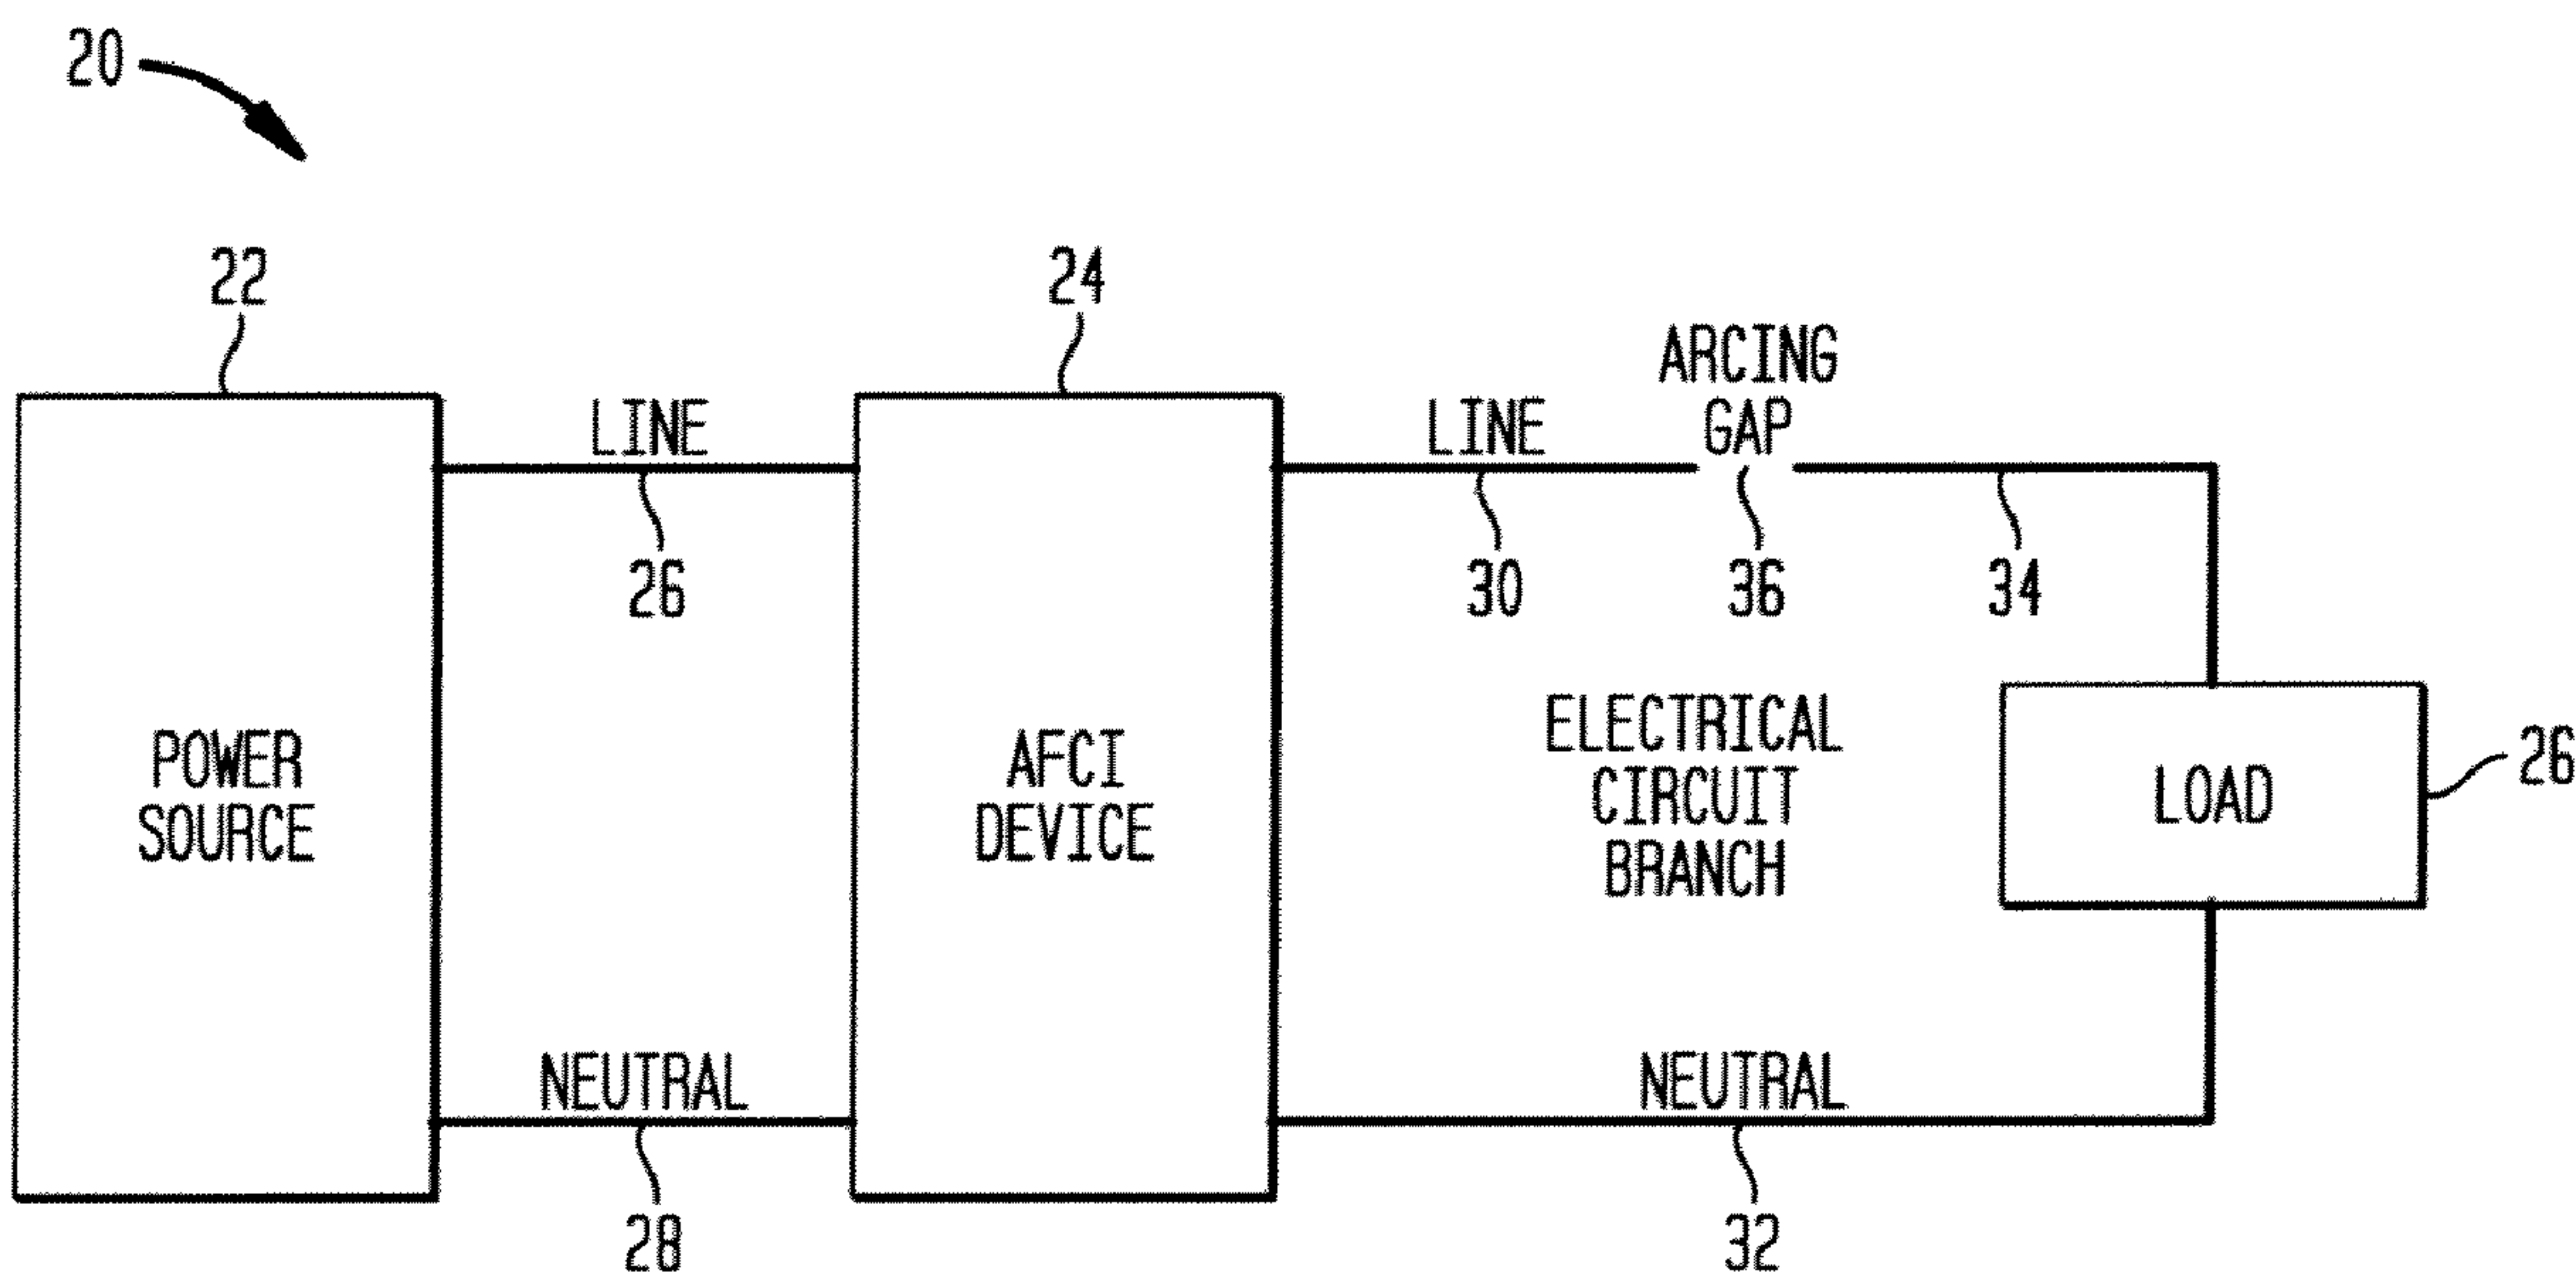 20
22
24
ARCING
GAP
LINE
LINE
26
30
36
34
POWER
SOURCE
AFCI
DEVICE
ELECTRICAL
CIRCUIT
BRANCH
LOAD
26
NEUTRAL
NEUTRAL
28
32